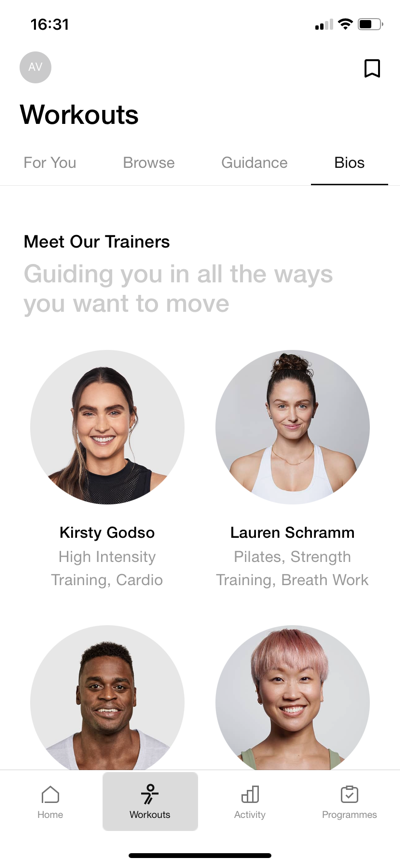 16:31
AV
Workouts
For You
Browse
Guidance
Bios
Meet Our Trainers
Guiding you in all the ways
you want to move
Kirsty Godso
High Intensity
Training, Cardio
Lauren Schramm
Pilates, Strength
Training, Breath Work
Home
Workouts
Activity
Programmes